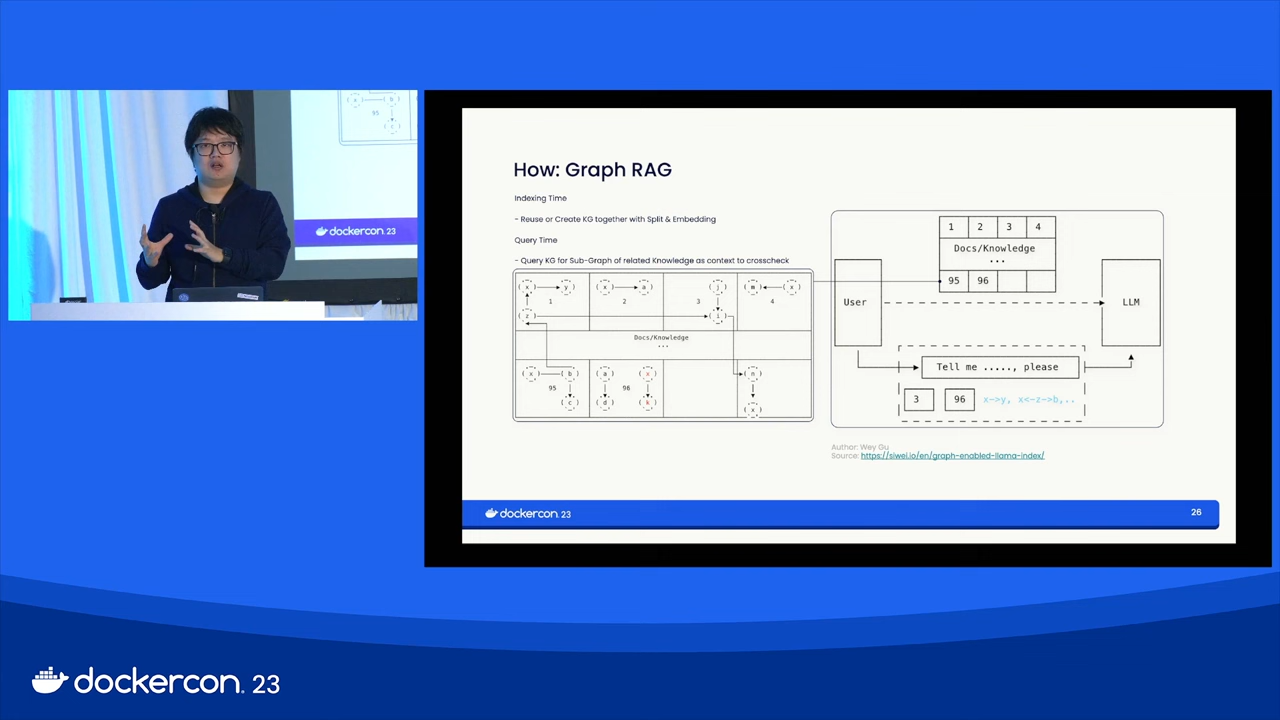 95
dockercon. 23
How: Graph RAG
Indexing Time
- Reuse or Create KG together with Split & Embedding
Query Time
- Query KG for Sub-Graph of related Knowledge as context to crosscheck
(x) (y) (x) (a) (j) (m) (x)
1 2 3 4
(z) (i)
Docs/Knowledge
...
(x) (b) (a) (x) (n)
95 96
(c) (d) (k) (x)
1 2 3 4
Docs/Knowledge
...
95 96
User
LLM
Tell me ....., please
3 96 x->y, x<-z->b,..
Author: Wey Gu
Source: https://siwei.io/en/graph-enabled-llama-index/
dockercon. 23
26
dockercon. 23